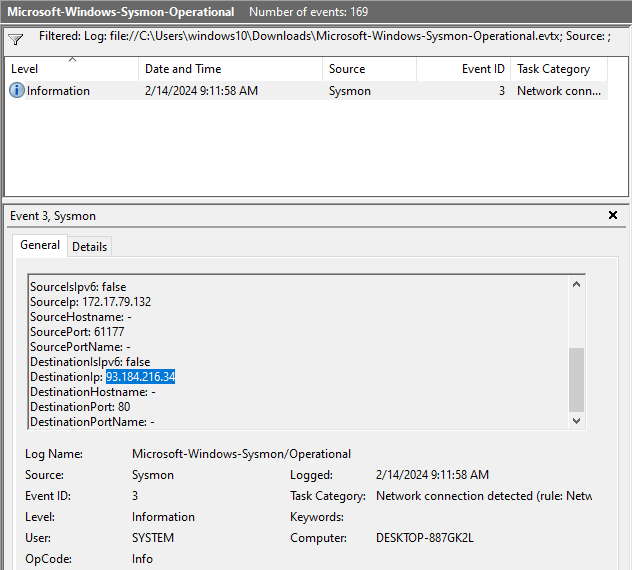 Microsoft-Windows-Sysmon-Operational Number of events: 169
Filtered: Log: file://C:\Users\windows10\Downloads\Microsoft-Windows-Sysmon-Operational.evtx; Source: ;
Level Date and Time Source Event ID Task Category
Information 2/14/2024 9:11:58 AM Sysmon 3 Network conn...
Event 3, Sysmon
General Details
SourceIsIpv6: false
SourceIp: 172.17.79.132
SourceHostname: -
SourcePort: 61177
SourcePortName: -
DestinationIsIpv6: false
DestinationIp: 93.184.216.34
DestinationHostname: -
DestinationPort: 80
DestinationPortName: -
Log Name: Microsoft-Windows-Sysmon/Operational
Source: Sysmon Logged: 2/14/2024 9:11:58 AM
Event ID: 3 Task Category: Network connection detected (rule: Netw
Level: Information Keywords:
User: SYSTEM Computer: DESKTOP-887GK2L
OpCode: Info